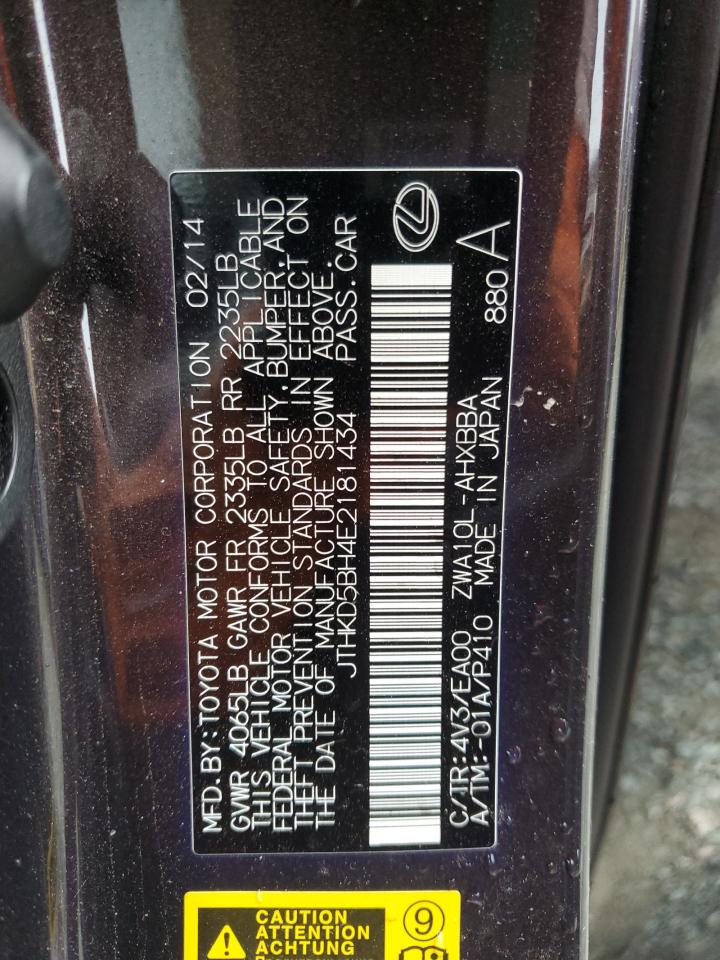 MFD. BY: TOYOTA MOTOR CORPORATION 02/14
GVWR 4065LB GAWR FR 2335LB RR 2235LB
THIS VEHICLE CONFORMS TO ALL APPLICABLE
FEDERAL MOTOR VEHICLE SAFETY, BUMPER, AND
THEFT PREVENTION STANDARDS IN EFFECT ON
THE DATE OF MANUFACTURE SHOWN ABOVE.
JTHKD5BH4E2181434 PASS. CAR
C/TR: 4V3/EA00 ZWA10L-AHXBBA
A/TM: -01A/P410 MADE IN JAPAN 880 A
CAUTION
ATTENTION
ACHTUNG
9